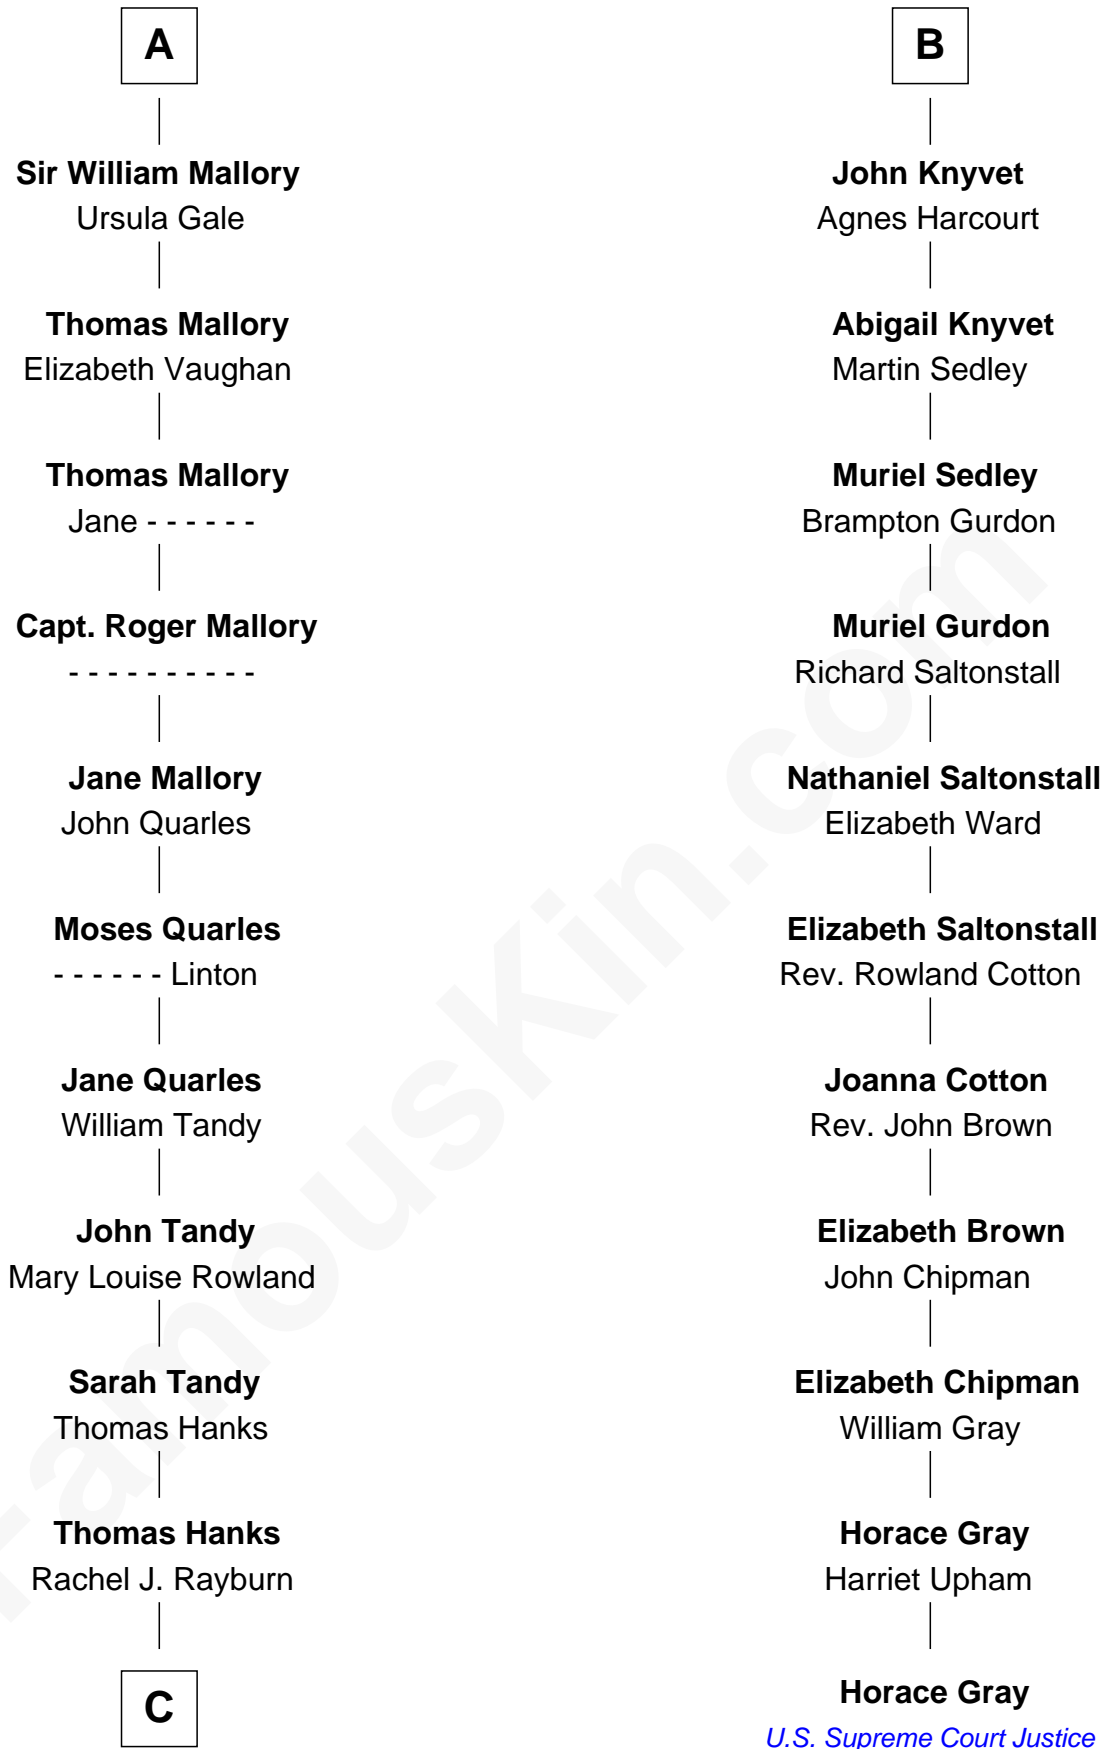 A
Sir William Mallory
Ursula Gale
Thomas Mallory
Elizabeth Vaughan
Thomas Mallory
Jane - - - - - -
Capt. Roger Mallory
- - - - - - - - - -
Jane Mallory
John Quarles
Moses Quarles
- - - - - - Linton
Jane Quarles
William Tandy
John Tandy
Mary Louise Rowland
Sarah Tandy
Thomas Hanks
Thomas Hanks
Rachel J. Rayburn
C
B
John Knyvet
Agnes Harcourt
Abigail Knyvet
Martin Sedley
Muriel Sedley
Brampton Gurdon
Muriel Gurdon
Richard Saltonstall
Nathaniel Saltonstall
Elizabeth Ward
Elizabeth Saltonstall
Rev. Rowland Cotton
Joanna Cotton
Rev. John Brown
Elizabeth Brown
John Chipman
Elizabeth Chipman
William Gray
Horace Gray
Harriet Upham
Horace Gray
U.S. Supreme Court Justice
FamousKin.com